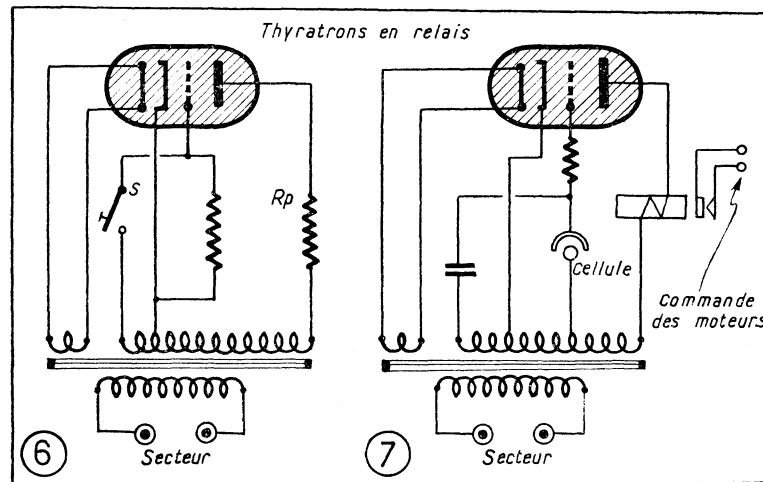 Thyratrons en relais
S
Rp
Cellule
Commande
des moteurs
Secteur
Secteur
6
7